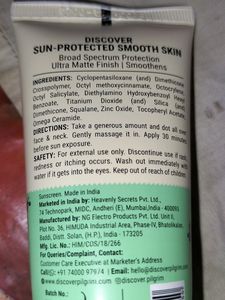 DISCOVER
SUN-PROTECTED SMOOTH SKIN
Broad Spectrum Protection
Ultra Matte Finish | Smoothens
INGREDIENTS: Cyclopentasiloxane (and) Dimethicone
Crosspolymer, Octyl methoxycinnamate, Octocrylene,
Octyl Salicylate, Diethylamino Hydroxybenzoyl Hexyl
Benzoate, Titanium Dioxide (and) Silica (and)
Dimethicone, Squalane, Zinc Oxide, Tocopheryl Acetate,
Omega Ceramide.
DIRECTIONS: Take a generous amount and dot all over
face & neck. Gently massage it in. Apply 30 minutes
before sun exposure.
SAFETY: For external use only. Discontinue use if rash,
redness or itching occurs. Wash out immediately with
water if it gets into the eyes. Keep out of reach of children.
Sunscreen. Made in India
Marketed in India by: Heavenly Secrets Pvt. Ltd.,
74 Technopark, MIDC, Andheri (E), Mumbai, India - 400093
Manufactured by: NG Electro Products Pvt. Ltd. Unit II,
Plot No. 36, HIMUDA Industrial Area, Phase-IV, Bhatolikalan,
Baddi, Distt. Solan, (H.P.), India - 173205
Mfg. Lic. No.: HIM/COS/18/266
For Queries/Complaint, Contact:
Customer Care Executive at Marketer's Address
Call: +91 74000 97974 | Email: hello@discoverpilgrim.com
discoverpilgrim.com | discover.pilgrim
Batch No.